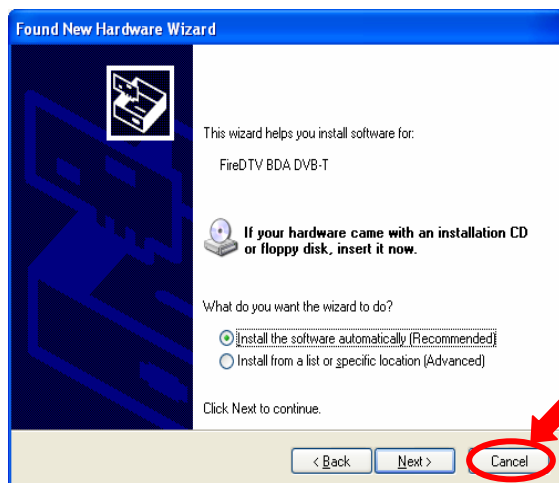 Found New Hardware Wizard
This wizard helps you install software for:
FireDTV BDA DVB-T
If your hardware came with an installation CD
or floppy disk, insert it now.
What do you want the wizard to do?
Install the software automatically (Recommended)
Install from a list or specific location (Advanced)
Click Next to continue.
< Back Next > Cancel